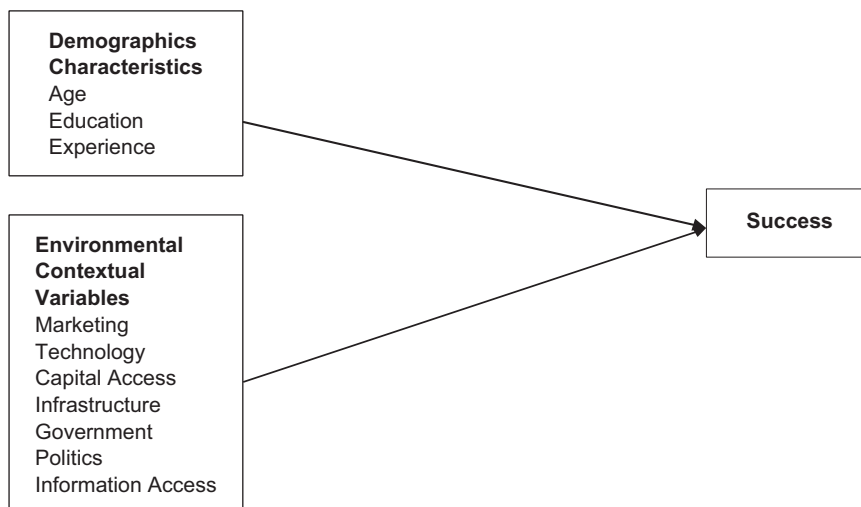 Demographics
Characteristics
Age
Education
Experience
Environmental
Contextual
Variables
Marketing
Technology
Capital Access
Infrastructure
Government
Politics
Information Access
Success